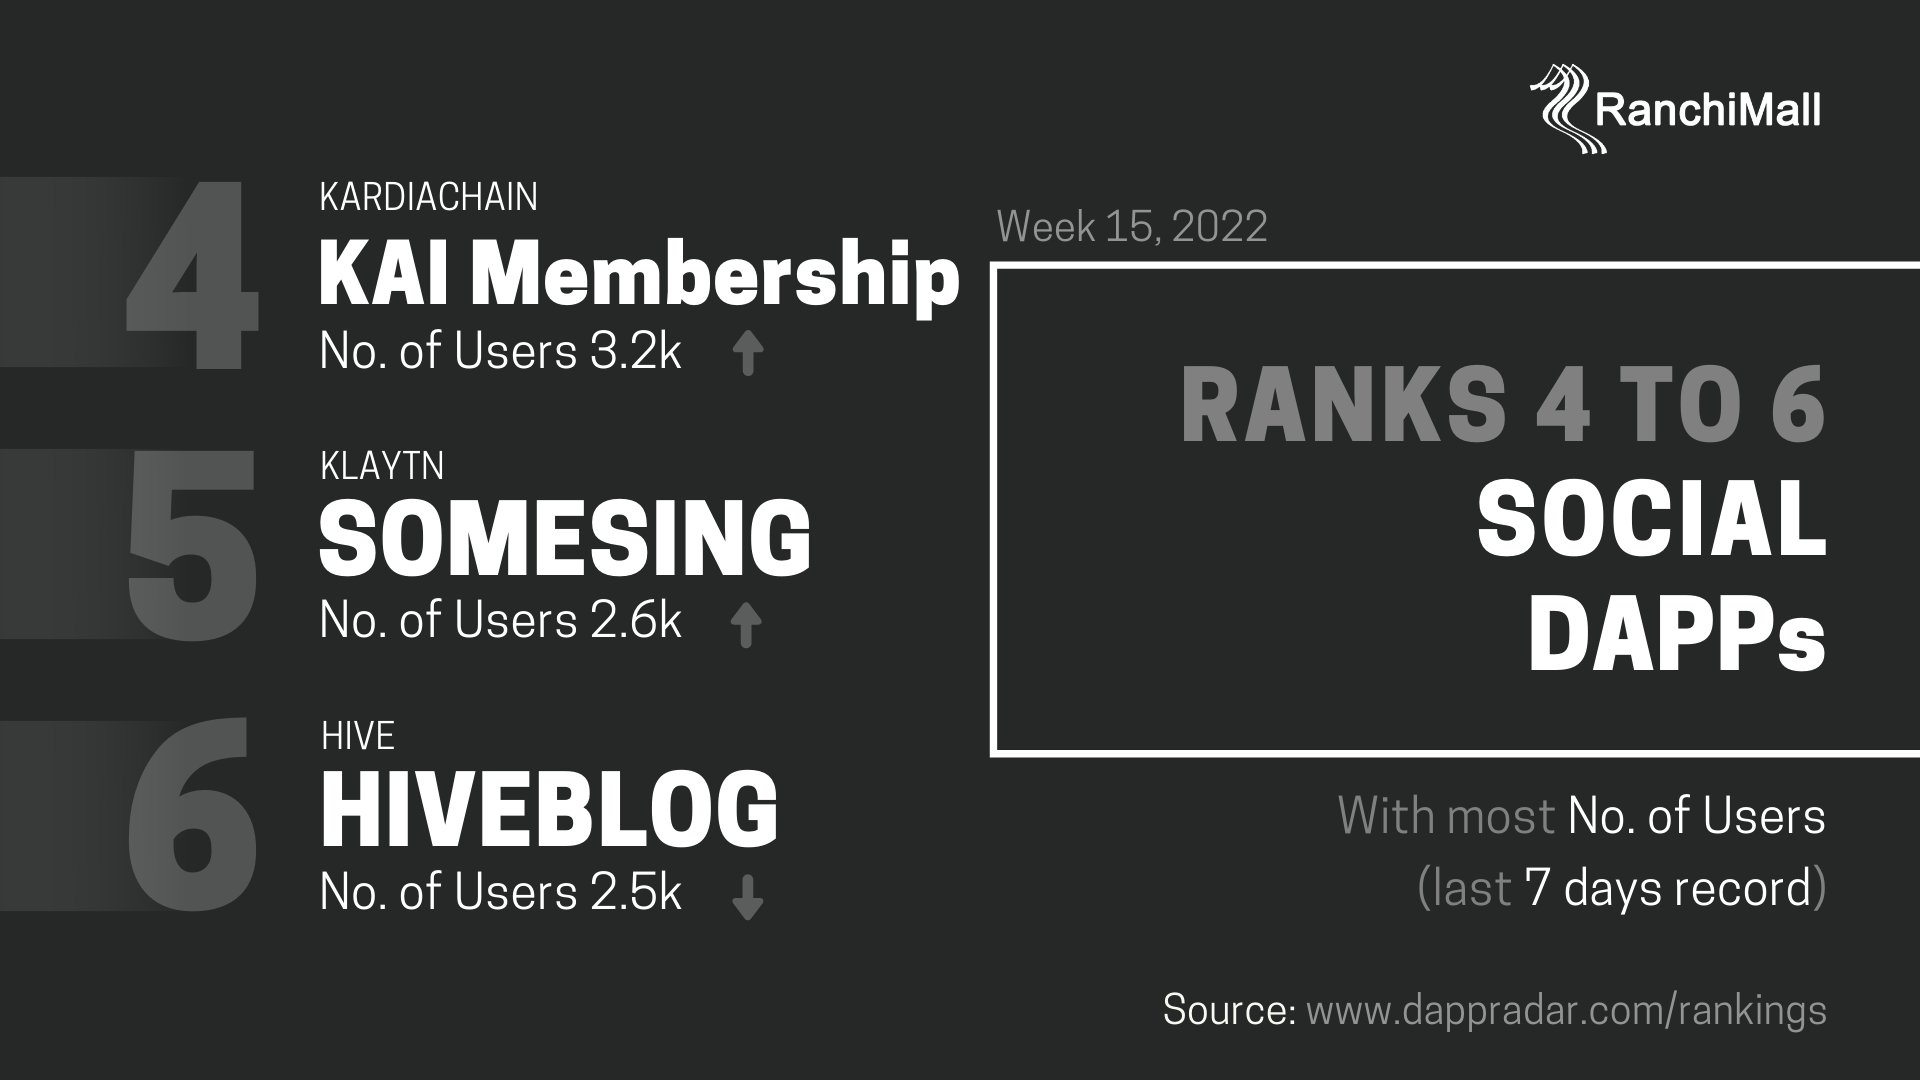 RanchiMall
4
KARDIACHAIN
KAI Membership
No. of Users 3.2k
5
KLAYTN
SOMESING
No. of Users 2.6k
6
HIVE
HIVEBLOG
No. of Users 2.5k
Week 15, 2022
RANKS 4 TO 6
SOCIAL
DAPPs
With most No. of Users
(last 7 days record)
Source: www.dappradar.com/rankings